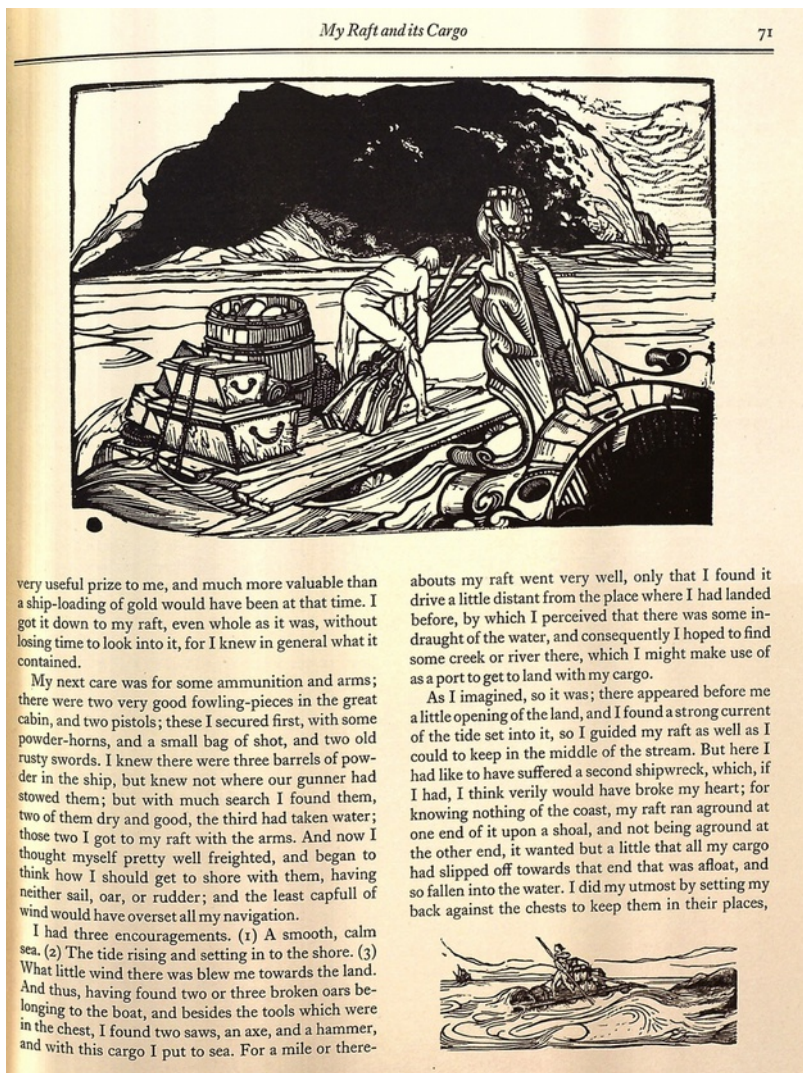 My Raft and its Cargo
71
very useful prize to me, and much more valuable than
a ship-loading of gold would have been at that time. I
got it down to my raft, even whole as it was, without
losing time to look into it, for I knew in general what it
contained.
My next care was for some ammunition and arms;
there were two very good fowling-pieces in the great
cabin, and two pistols; these I secured first, with some
powder-horns, and a small bag of shot, and two old
rusty swords. I knew there were three barrels of pow-
der in the ship, but knew not where our gunner had
stowed them; but with much search I found them,
two of them dry and good, the third had taken water;
those two I got to my raft with the arms. And now I
thought myself pretty well freighted, and began to
think how I should get to shore with them, having
neither sail, oar, or rudder; and the least capfull of
wind would have overset all my navigation.
I had three encouragements. (1) A smooth, calm
sea. (2) The tide rising and setting in to the shore. (3)
What little wind there was blew me towards the land.
And thus, having found two or three broken oars be-
longing to the boat, and besides the tools which were
in the chest, I found two saws, an axe, and a hammer,
and with this cargo I put to sea. For a mile or there-
abouts my raft went very well, only that I found it
drive a little distant from the place where I had landed
before, by which I perceived that there was some in-
draught of the water, and consequently I hoped to find
some creek or river there, which I might make use of
as a port to get to land with my cargo.
As I imagined, so it was; there appeared before me
a little opening of the land, and I found a strong current
of the tide set into it, so I guided my raft as well as I
could to keep in the middle of the stream. But here I
had like to have suffered a second shipwreck, which, if
I had, I think verily would have broke my heart; for
knowing nothing of the coast, my raft ran aground at
one end of it upon a shoal, and not being aground at
the other end, it wanted but a little that all my cargo
had slipped off towards that end that was afloat, and
so fallen into the water. I did my utmost by setting my
back against the chests to keep them in their places,